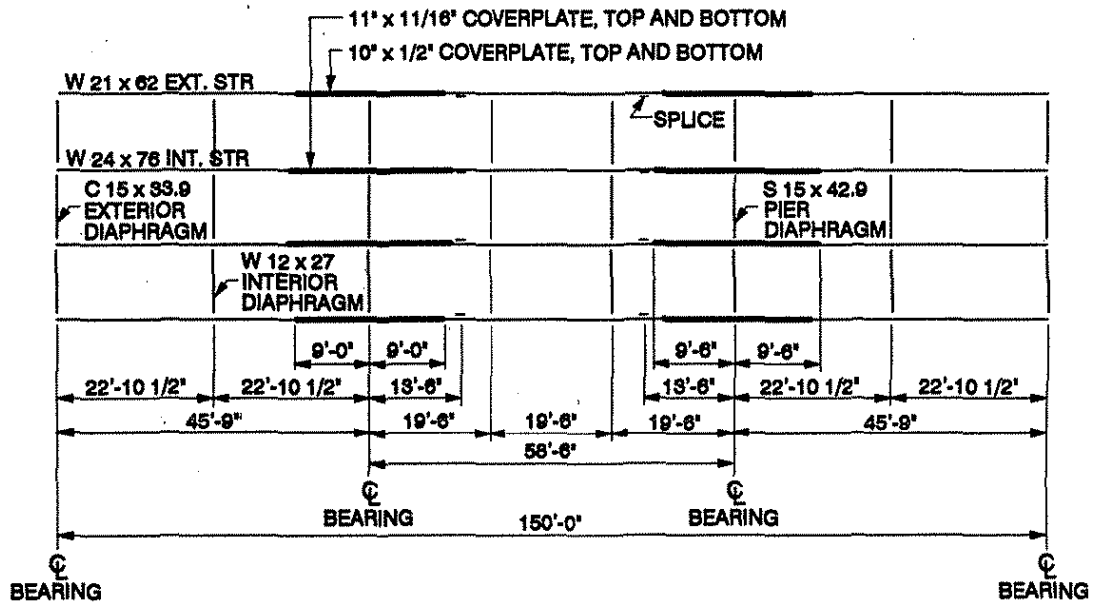 11" x 11/16" COVERPLATE, TOP AND BOTTOM
10" x 1/2" COVERPLATE, TOP AND BOTTOM
W 21 x 62 EXT. STR
SPLICE
W 24 x 76 INT. STR
C 15 x 33.9
EXTERIOR
DIAPHRAGM
S 15 x 42.9
PIER
DIAPHRAGM
W 12 x 27
INTERIOR
DIAPHRAGM
9'-0" 9'-0" 9'-6" 9'-6"
22'-10 1/2" 22'-10 1/2" 13'-6" 13'-6" 22'-10 1/2" 22'-10 1/2"
45'-9" 19'-6" 19'-6" 19'-6" 45'-9"
58'-6"
℄ ℄
BEARING BEARING
150'-0"
℄ ℄
BEARING BEARING